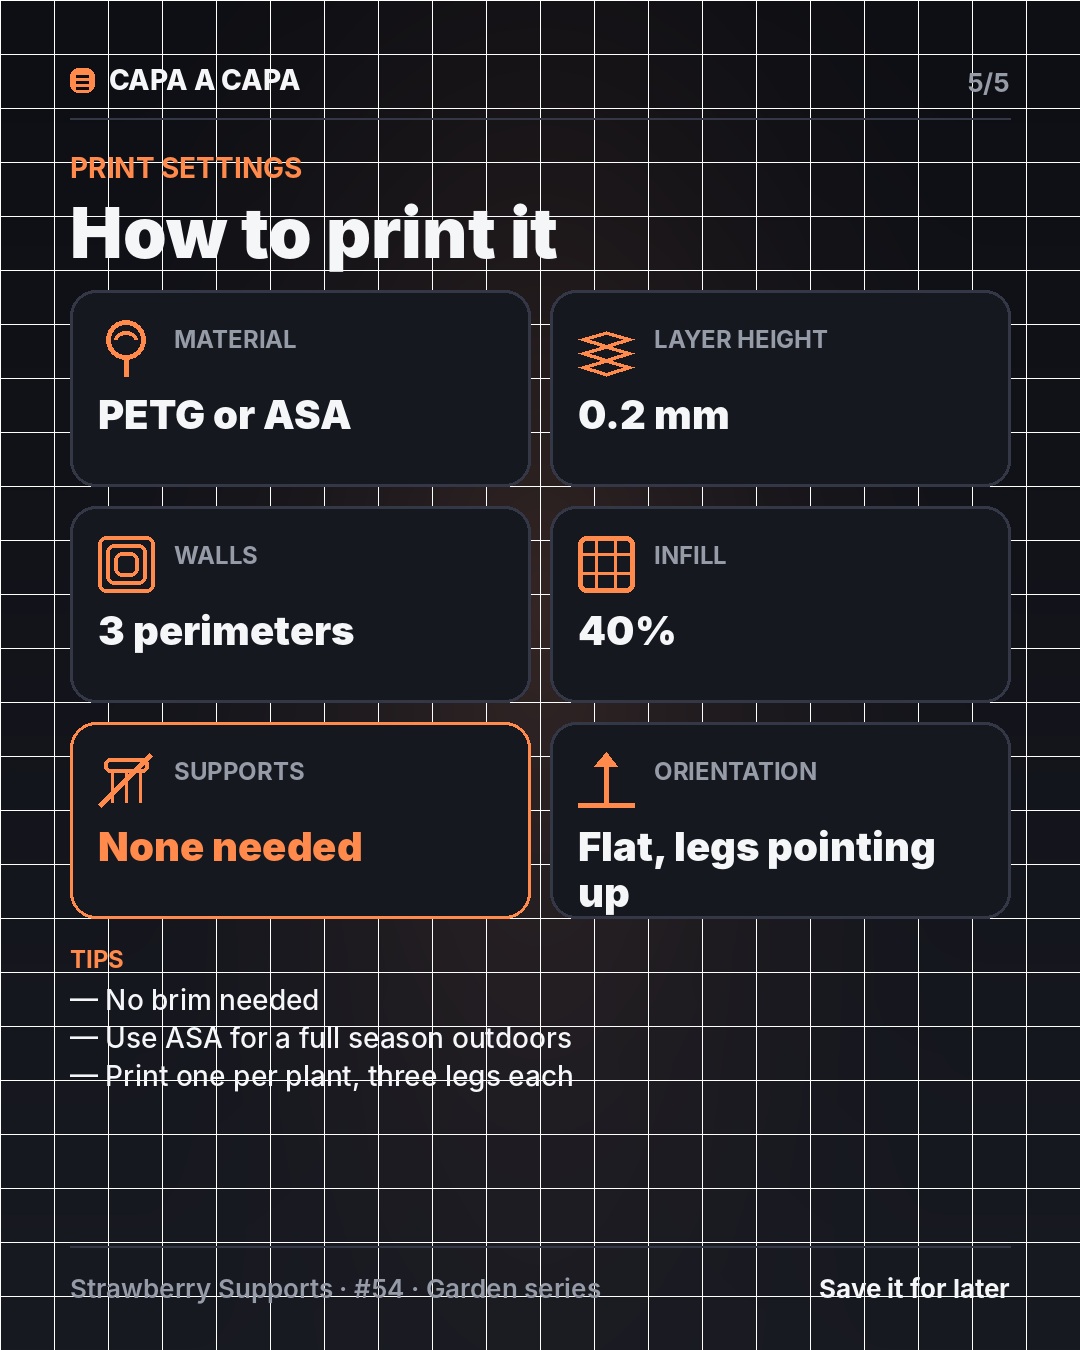 CAPA A CAPA
5/5
PRINT SETTINGS
How to print it
MATERIAL
PETG or ASA
LAYER HEIGHT
0.2 mm
WALLS
3 perimeters
INFILL
40%
SUPPORTS
None needed
ORIENTATION
Flat, legs pointing
up
TIPS
— No brim needed
— Use ASA for a full season outdoors
— Print one per plant, three legs each
Strawberry Supports · #54 · Garden series
Save it for later